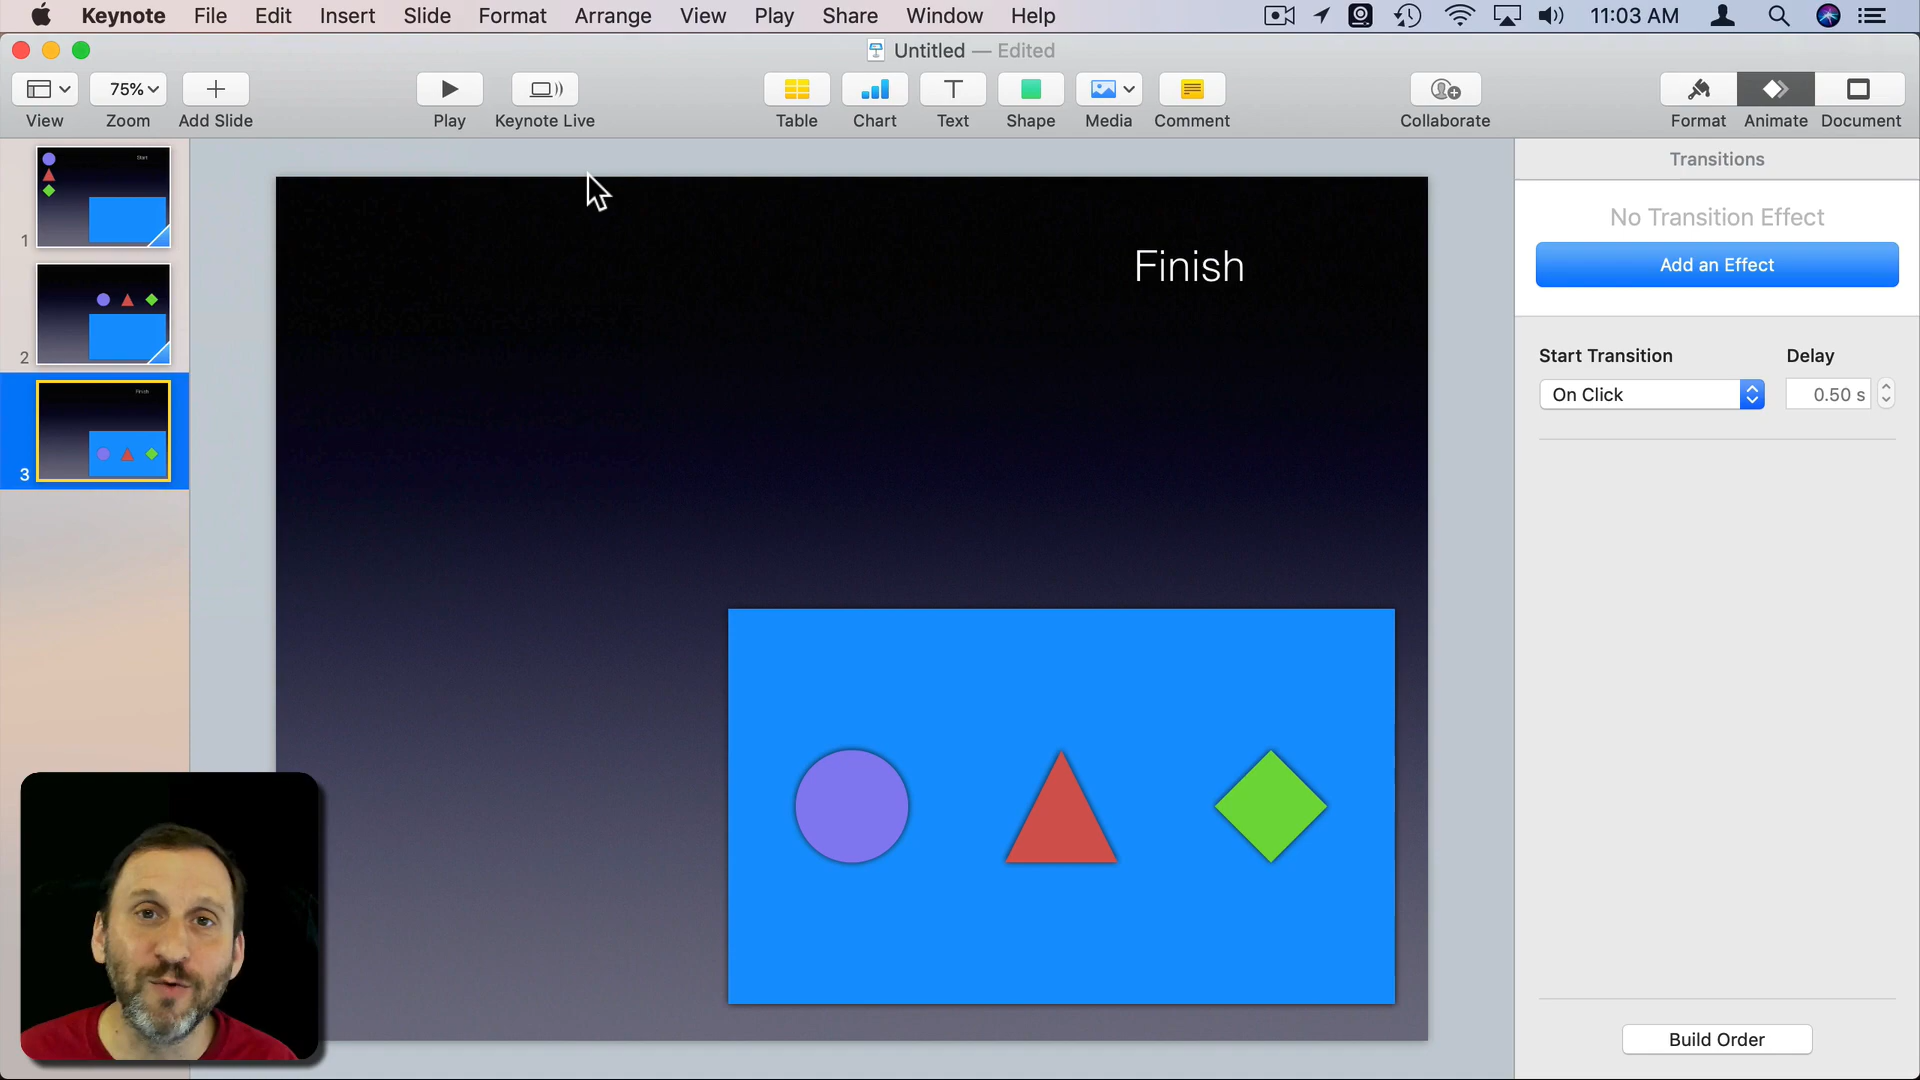 Keynote File Edit Insert Slide Format Arrange View Play Share Window Help 11:03 AM
Untitled — Edited
75%
View Zoom Add Slide Play Keynote Live Table Chart Text Shape Media Comment Collaborate Format Animate Document
Transitions
No Transition Effect
Add an Effect
Start Transition Delay
On Click 0.50 s
Build Order
Start
1
2
Finish
3
Finish